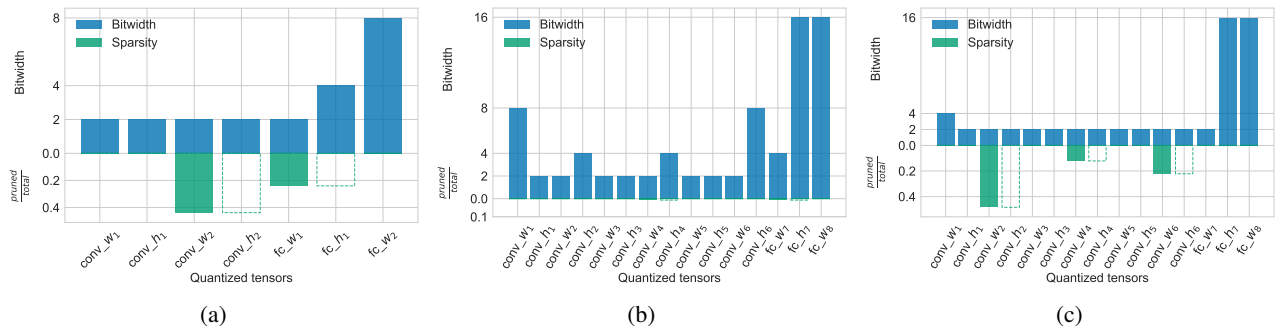 8
4
2
0.0
0.2
0.4
Bitwidth
pruned
total
Bitwidth
Sparsity
conv_w1
conv_h1
conv_w2
conv_h2
fc_w1
fc_h1
fc_w2
Quantized tensors
(a)
16
8
4
2
0.0
0.1
Bitwidth
pruned
total
Bitwidth
Sparsity
conv_w1
conv_h1
conv_w2
conv_h2
conv_w3
conv_h3
conv_w4
conv_h4
conv_w5
conv_h5
conv_w6
conv_h6
fc_w7
fc_h7
fc_w8
Quantized tensors
(b)
16
4
2
0.0
0.2
0.4
Bitwidth
pruned
total
Bitwidth
Sparsity
conv_w1
conv_h1
conv_w2
conv_h2
conv_w3
conv_h3
conv_w4
conv_h4
conv_w5
conv_h5
conv_w6
conv_h6
fc_w7
fc_h7
fc_w8
Quantized tensors
(c)